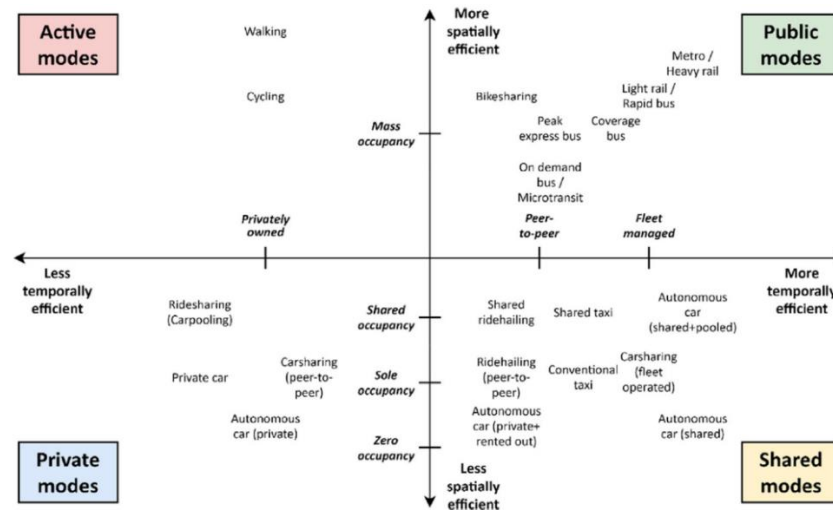 Active
modes
Walking
Cycling
More
spatially
efficient
Public
modes
Metro /
Heavy rail
Light rail /
Rapid bus
Bikesharing
Peak
express bus
Coverage
bus
On demand
bus /
Microtransit
Mass
occupancy
Privately
owned
Peer-
to-peer
Fleet
managed
Less
temporally
efficient
More
temporally
efficient
Ridesharing
(Carpooling)
Shared
occupancy
Shared
ridehailing
Shared taxi
Autonomous
car
(shared+pooled)
Private car
Carsharing
(peer-to-
peer)
Sole
occupancy
Ridehailing
(peer-to-
peer)
Conventional
taxi
Carsharing
(fleet
operated)
Autonomous
car (private)
Autonomous
car (private+
rented out)
Autonomous
car (shared)
Zero
occupancy
Private
modes
Less
spatially
efficient
Shared
modes